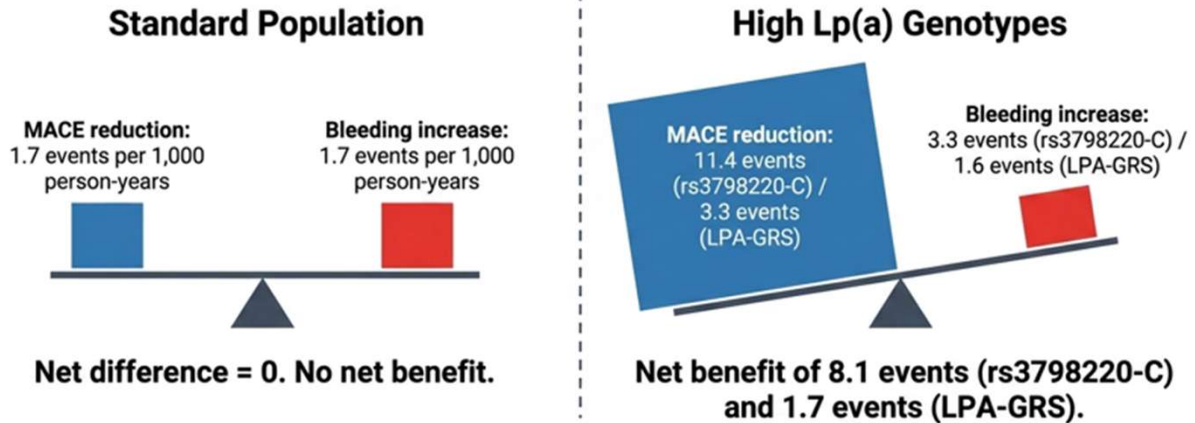 Standard Population
MACE reduction:
1.7 events per 1,000
person-years
Bleeding increase:
1.7 events per 1,000
person-years
Net difference = 0. No net benefit.
High Lp(a) Genotypes
MACE reduction:
11.4 events
(rs3798220-C) /
3.3 events
(LPA-GRS)
Bleeding increase:
3.3 events (rs3798220-C) /
1.6 events (LPA-GRS)
Net benefit of 8.1 events (rs3798220-C)
and 1.7 events (LPA-GRS).